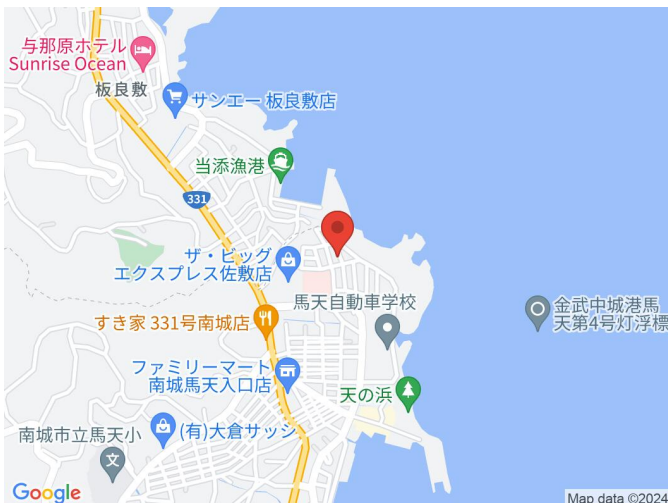 与那原ホテル
Sunrise Ocean
板良敷
サンエー 板良敷店
当添漁港
331
ザ・ビッグ
エクスプレス佐敷店
馬天自動車学校
金武中城港馬
天第4号灯浮標
すき家 331号南城店
ファミリーマート
南城馬天入口店
天の浜
南城市立馬天小
(有)大倉サッシ
文
Google
Map data ©2024